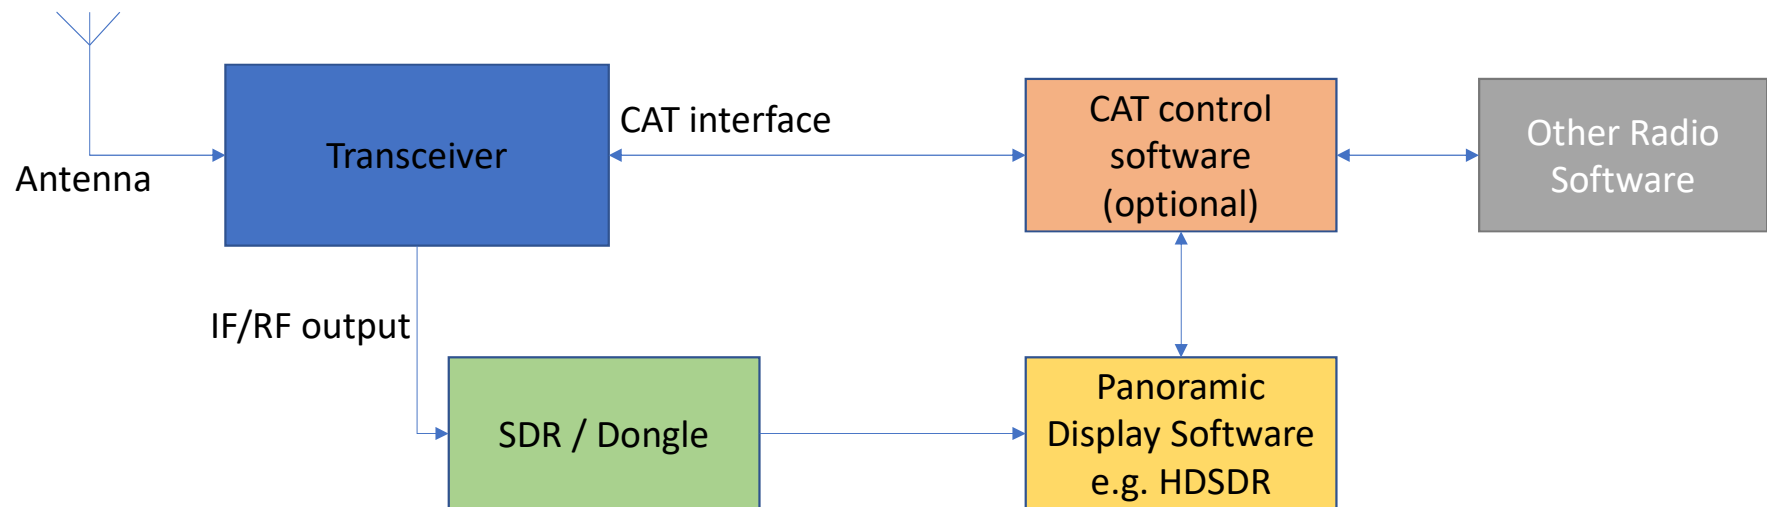 Antenna
Transceiver
CAT interface
CAT control
software
(optional)
Other Radio
Software
IF/RF output
SDR / Dongle
Panoramic
Display Software
e.g. HDSDR